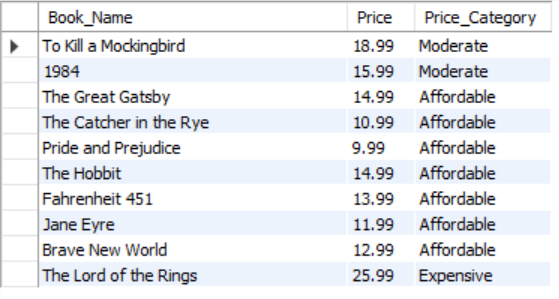 Book_Name Price Price_Category
To Kill a Mockingbird 18.99 Moderate
1984 15.99 Moderate
The Great Gatsby 14.99 Affordable
The Catcher in the Rye 10.99 Affordable
Pride and Prejudice 9.99 Affordable
The Hobbit 14.99 Affordable
Fahrenheit 451 13.99 Affordable
Jane Eyre 11.99 Affordable
Brave New World 12.99 Affordable
The Lord of the Rings 25.99 Expensive